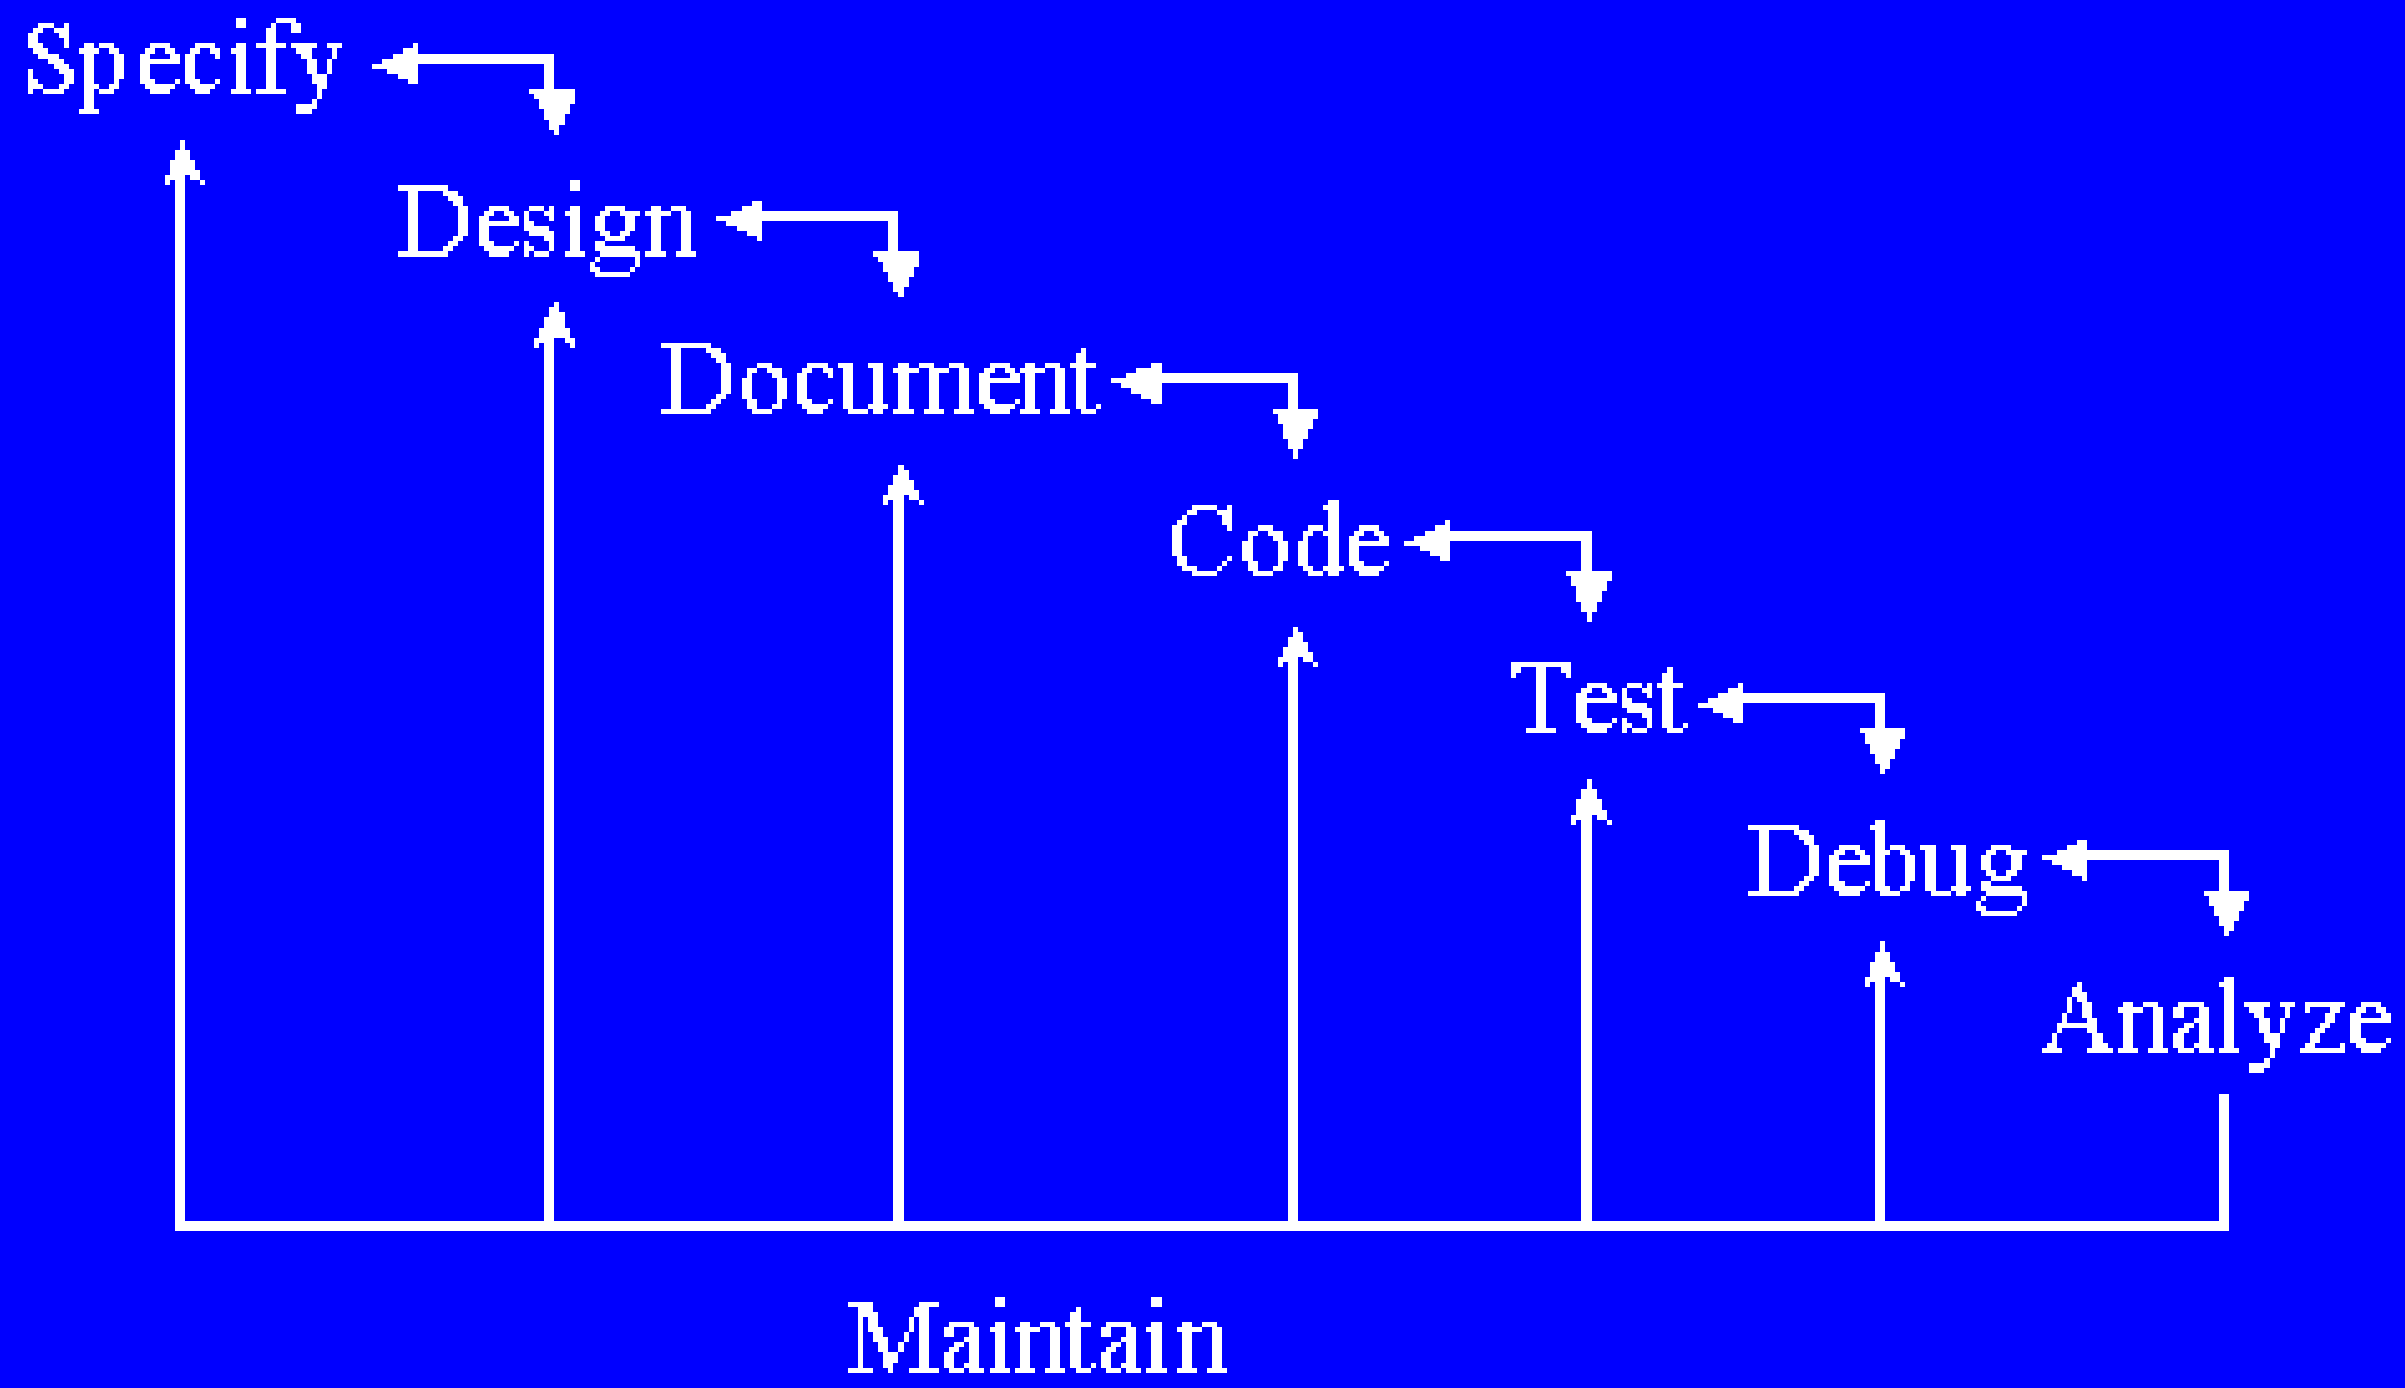 Specify
Design
Document
Code
Test
Debug
Analyze
Maintain